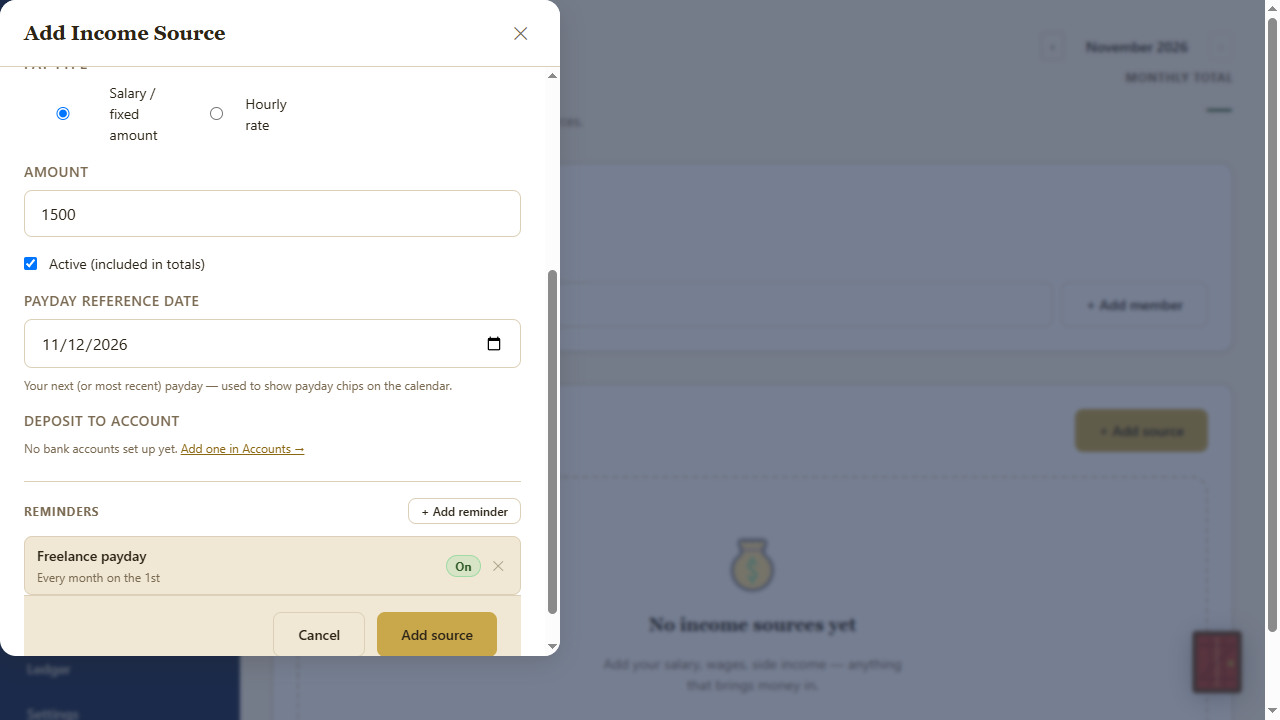 Add Income Source
PAY TYPE
Salary /
fixed
amount
Hourly
rate
AMOUNT
1500
Active (included in totals)
PAYDAY REFERENCE DATE
11/12/2026
Your next (or most recent) payday — used to show payday chips on the calendar.
DEPOSIT TO ACCOUNT
No bank accounts set up yet. Add one in Accounts →
REMINDERS
+ Add reminder
Freelance payday
Every month on the 1st
On
Cancel
Add source
November 2026
MONTHLY TOTAL
—
+ Add member
+ Add source
No income sources yet
Add your salary, wages, side income — anything
that brings money in.
Ledger
Settings